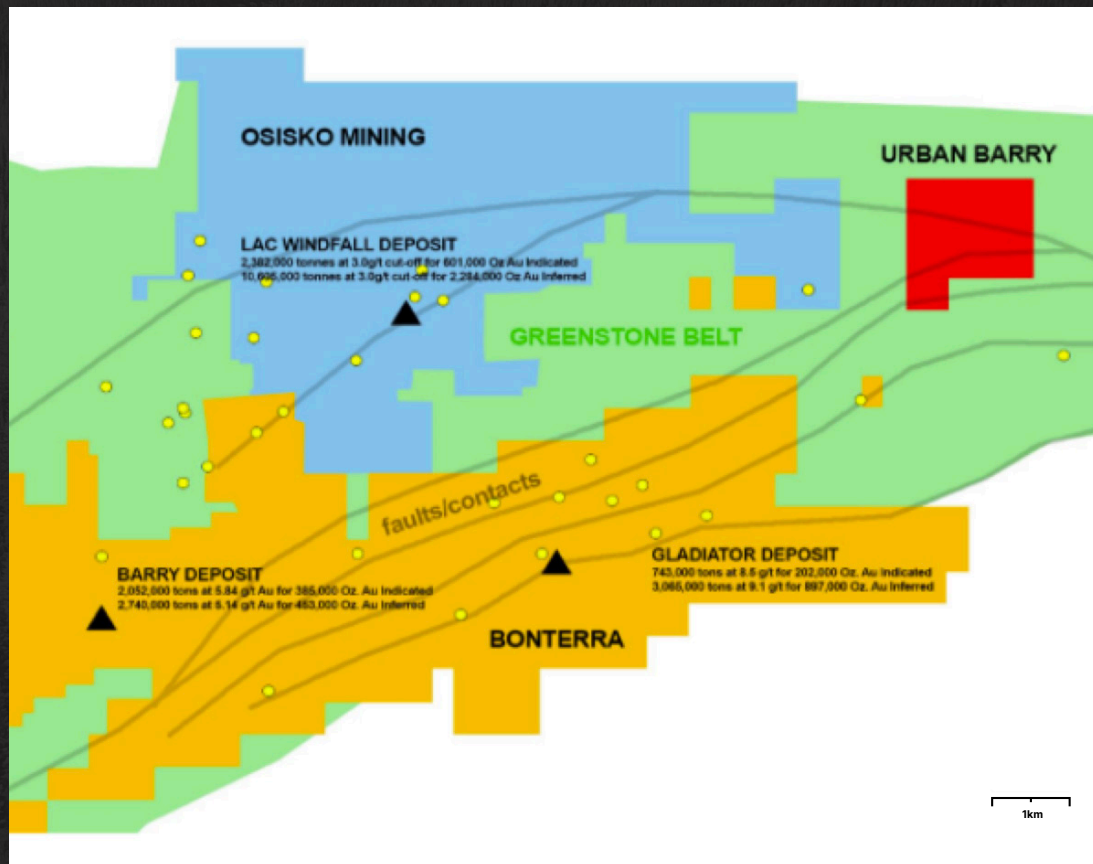 OSISKO MINING
URBAN BARRY
LAC WINDFALL DEPOSIT
2,382,000 tonnes at 3.0g/t cut-off for 601,000 Oz Au Indicated
tonnes at 3.0g/t cut-off for 2,284,000 Oz Au Inferred
GREENSTONE BELT
faults/contacts
GLADIATOR DEPOSIT
743,000 tons at 8.5 g/t for 202,000 Oz. Au Indicated
3,065,000 tons at 9.1 g/t for 897,000 Oz. Au Inferred
BARRY DEPOSIT
2,052,000 tons at 5.84 g/t Au for 385,000 Oz. Au Indicated
2,740,000 tons at 5.14 g/t Au for 453,000 Oz. Au Inferred
BONTERRA
1km